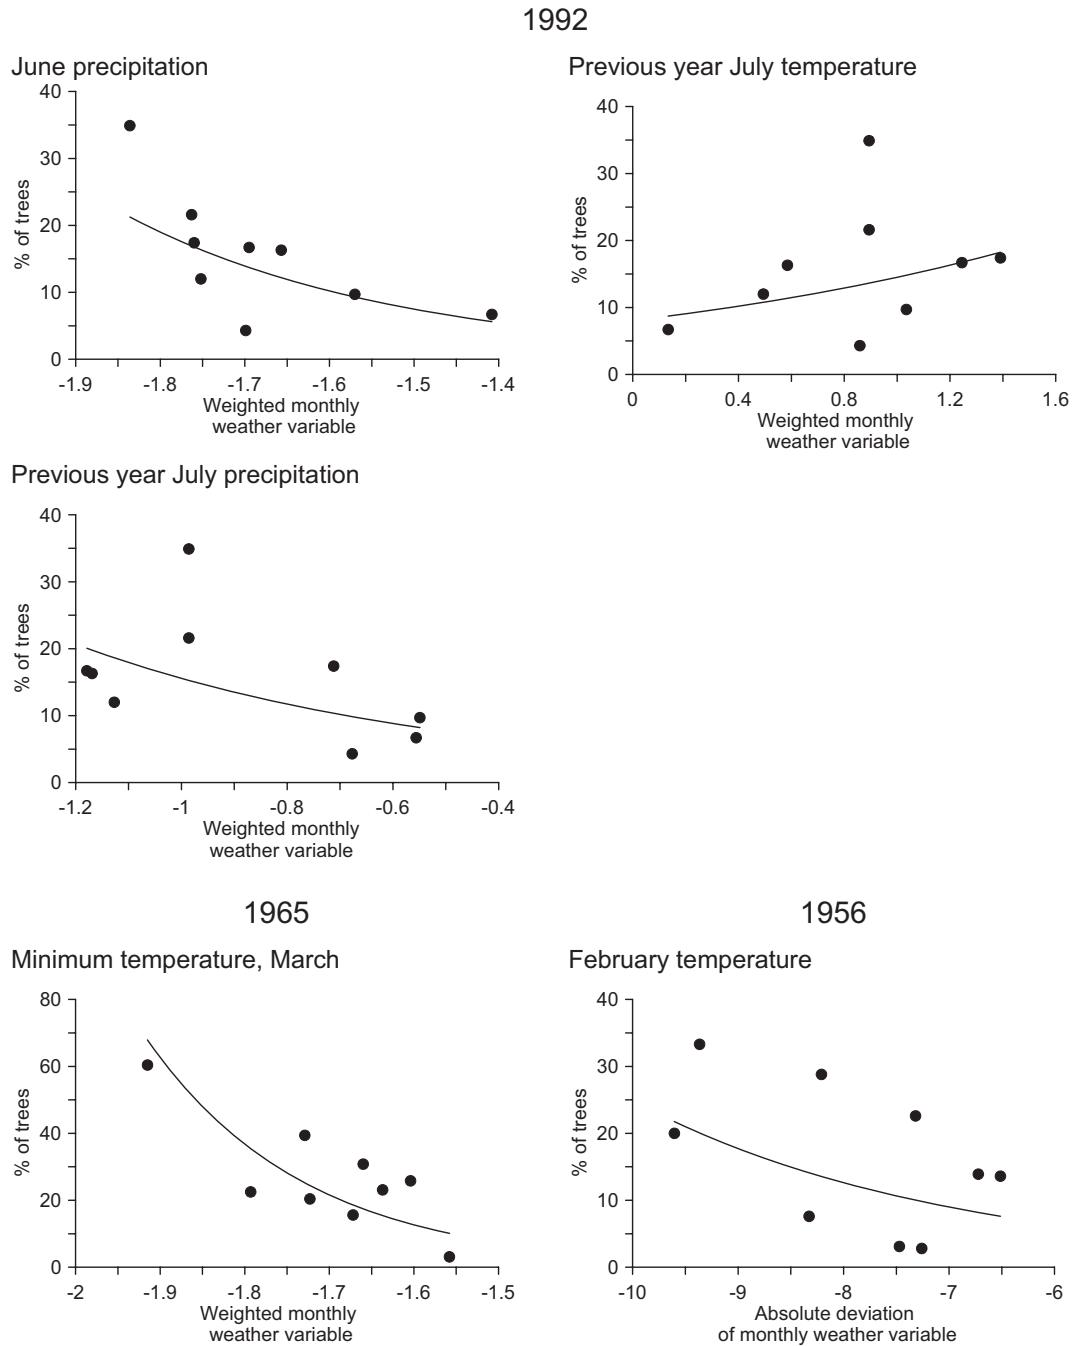 1992
June precipitation
% of trees
40
30
20
10
0
-1.9 -1.8 -1.7 -1.6 -1.5 -1.4
Weighted monthly
weather variable
Previous year July temperature
% of trees
40
30
20
10
0
0 0.4 0.8 1.2 1.6
Weighted monthly
weather variable
Previous year July precipitation
% of trees
40
30
20
10
0
-1.2 -1 -0.8 -0.6 -0.4
Weighted monthly
weather variable
1965
Minimum temperature, March
% of trees
80
60
40
20
0
-2 -1.9 -1.8 -1.7 -1.6 -1.5
Weighted monthly
weather variable
1956
February temperature
% of trees
40
30
20
10
0
-10 -9 -8 -7 -6
Absolute deviation
of monthly weather variable